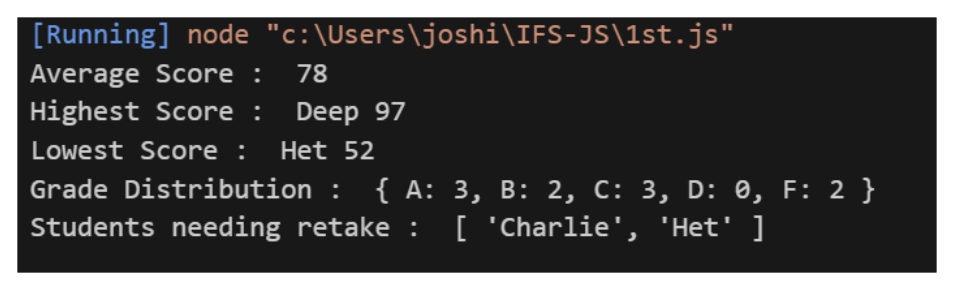 [Running] node "c:\Users\joshi\IFS-JS\1st.js"
Average Score :  78
Highest Score :  Deep 97
Lowest Score :  Het 52
Grade Distribution :  { A: 3, B: 2, C: 3, D: 0, F: 2 }
Students needing retake :  [ 'Charlie', 'Het' ]